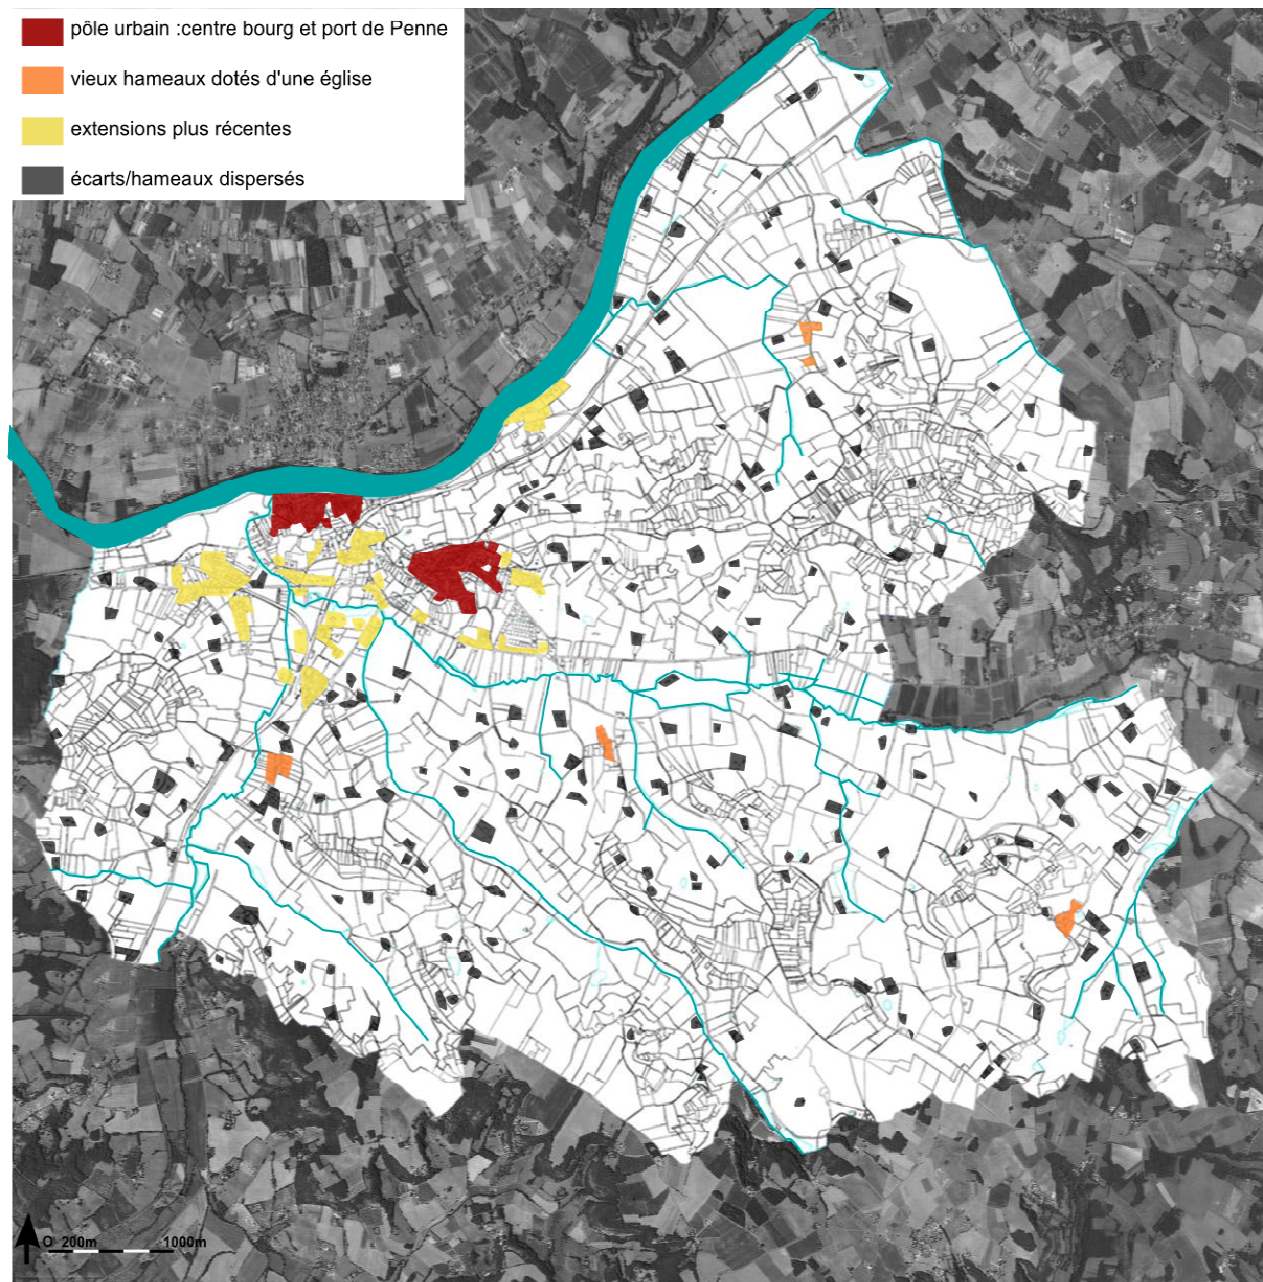 pôle urbain :centre bourg et port de Penne
vieux hameaux dotés d'une église
extensions plus récentes
écarts/hameaux dispersés
O 200m 1000m